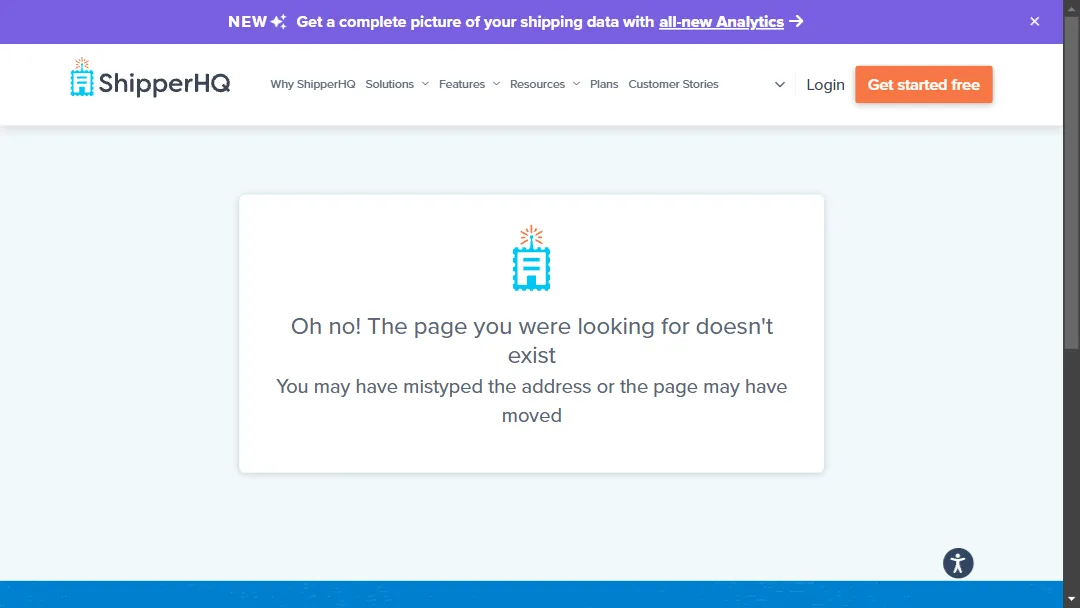 NEW Get a complete picture of your shipping data with all-new Analytics →
ShipperHQ
Why ShipperHQ Solutions Features Resources Plans Customer Stories Login Get started free
Oh no! The page you were looking for doesn't
exist
You may have mistyped the address or the page may have
moved